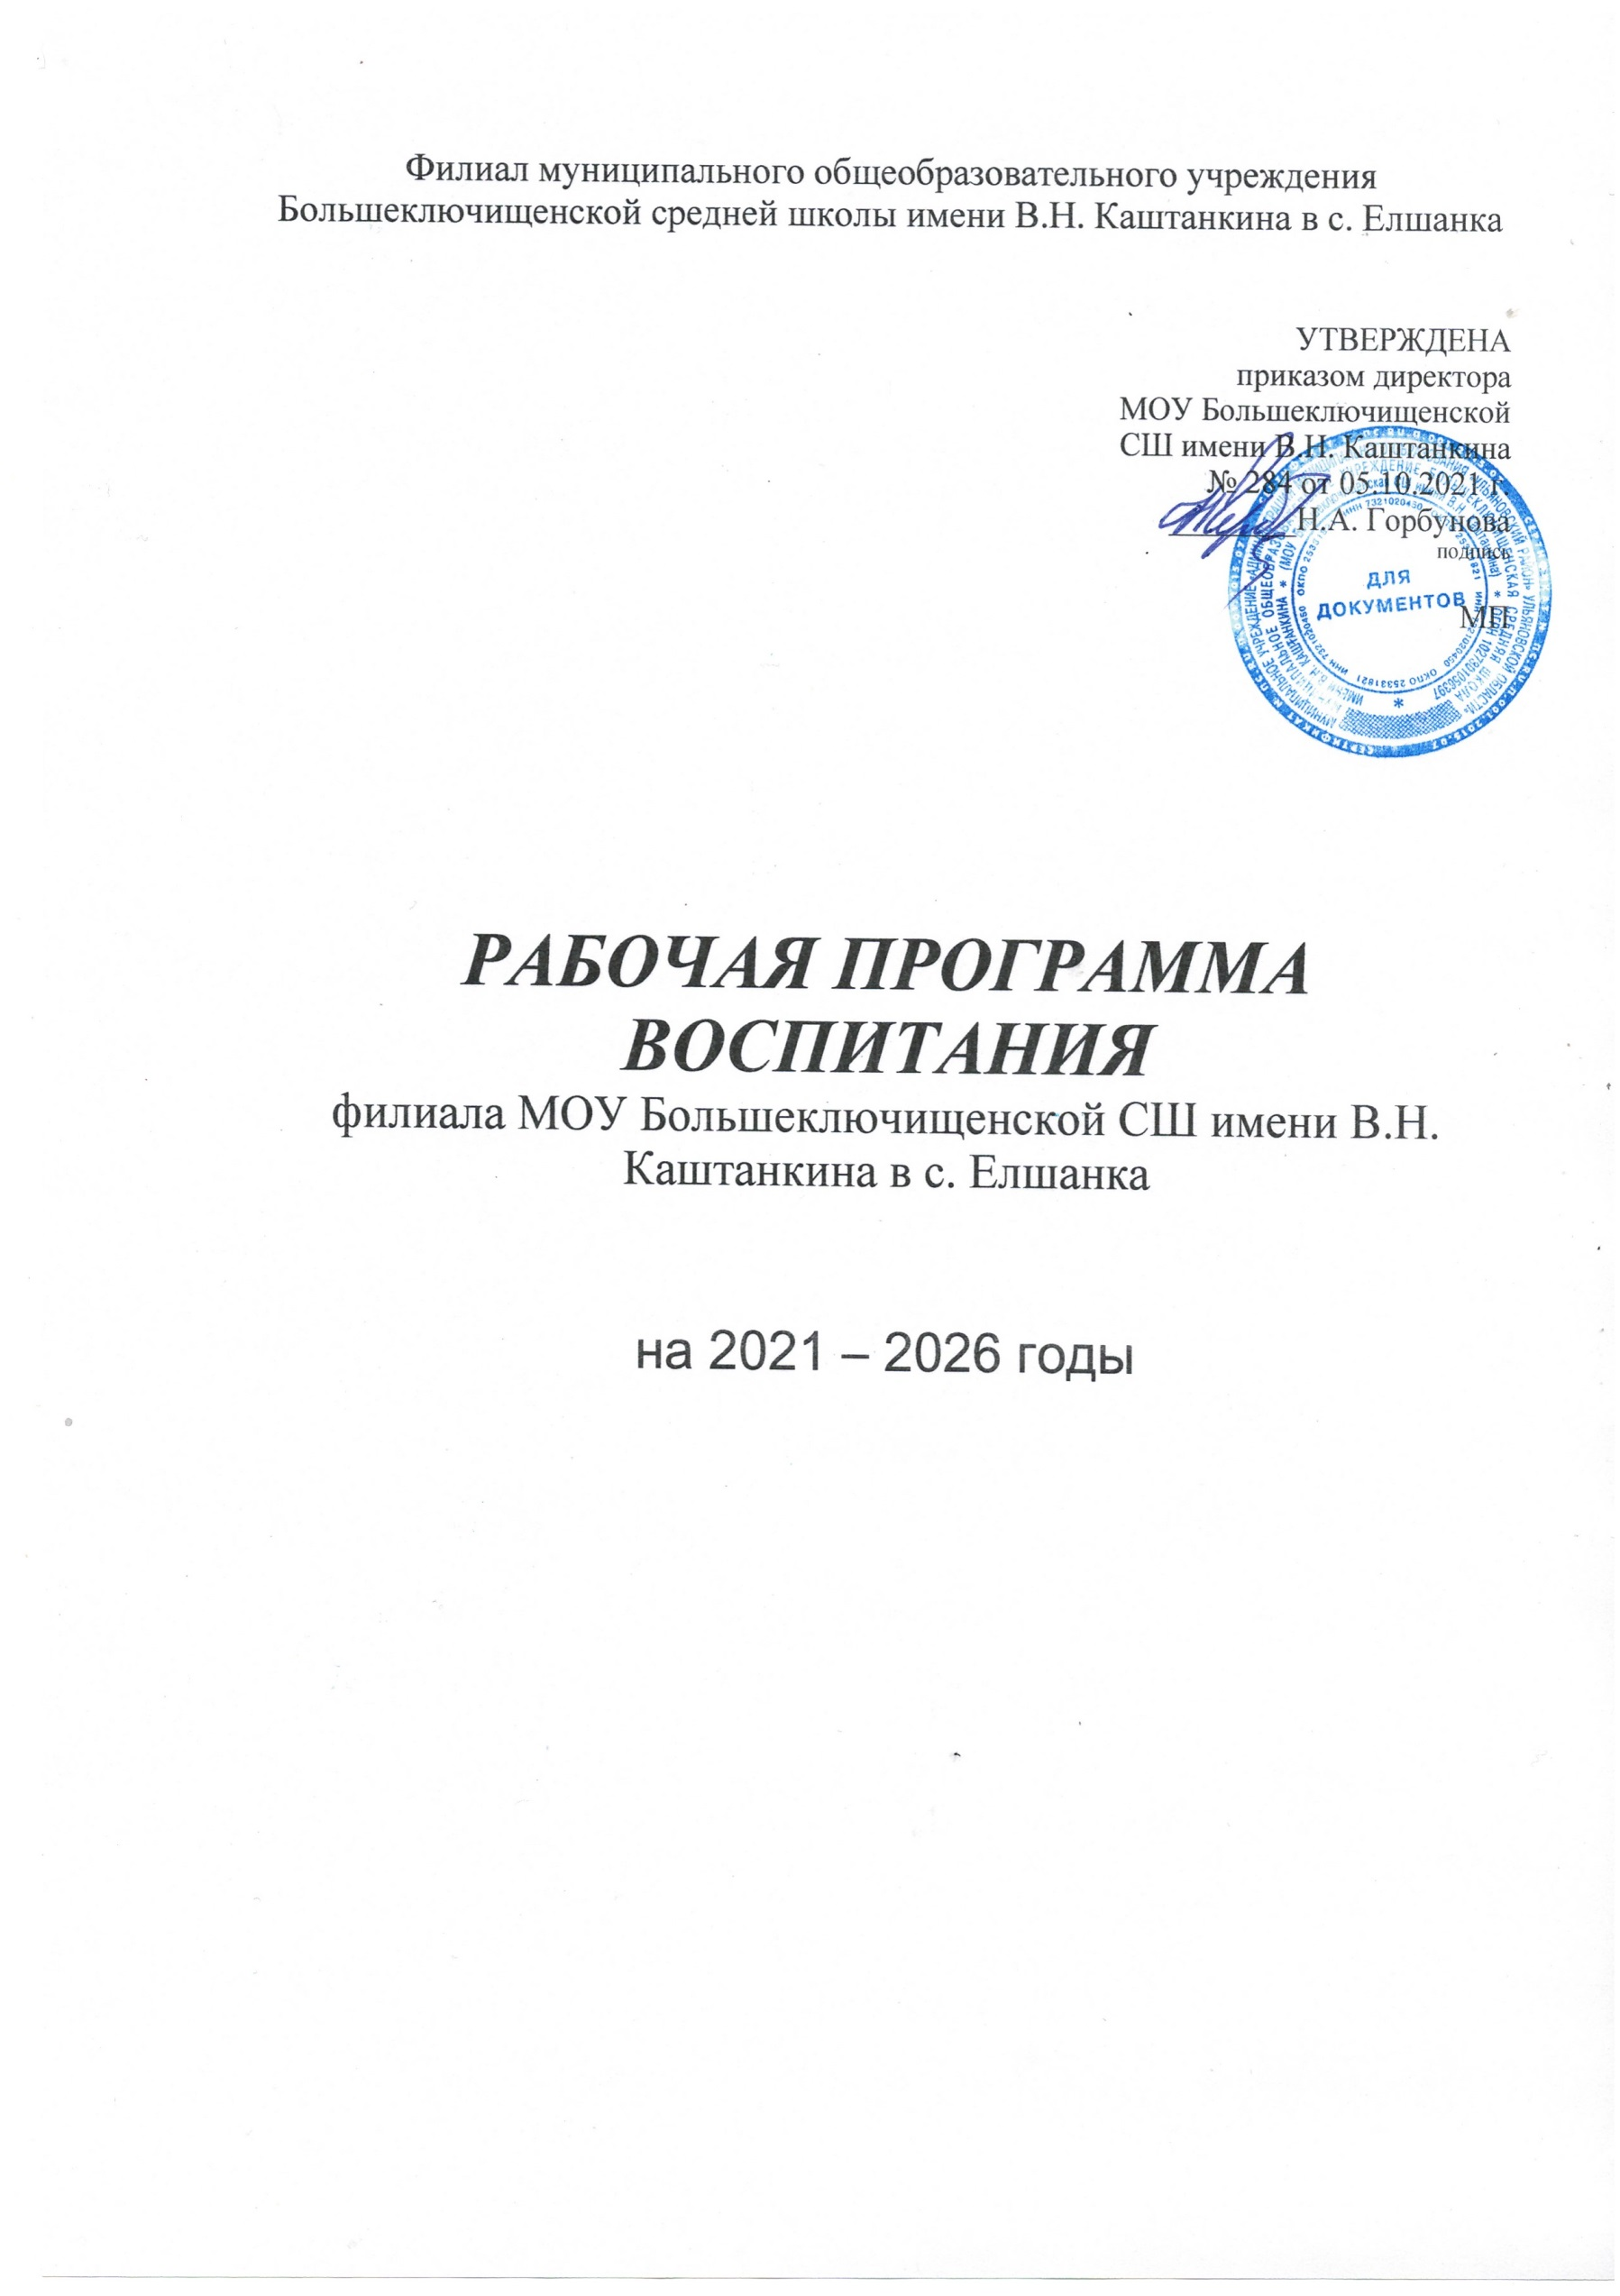 Филиал муниципального общеобразовательного учреждения
Большеключищенской средней школы имени В.Н. Каштанкина в с. Елшанка
УТВЕРЖДЕНА
приказом директора
МОУ Большеключищенской
СШ имени В.Н. Каштанкина
№ 284 от 05.10.2021 г.
Н.А. Горбунова
подпись
ДЛЯ
ДОКУМЕНТОВ
МП
РАБОЧАЯ ПРОГРАММА
ВОСПИТАНИЯ
филиала МОУ Большеключищенской СШ имени В.Н.
Каштанкина в с. Елшанка
на 2021 – 2026 годы